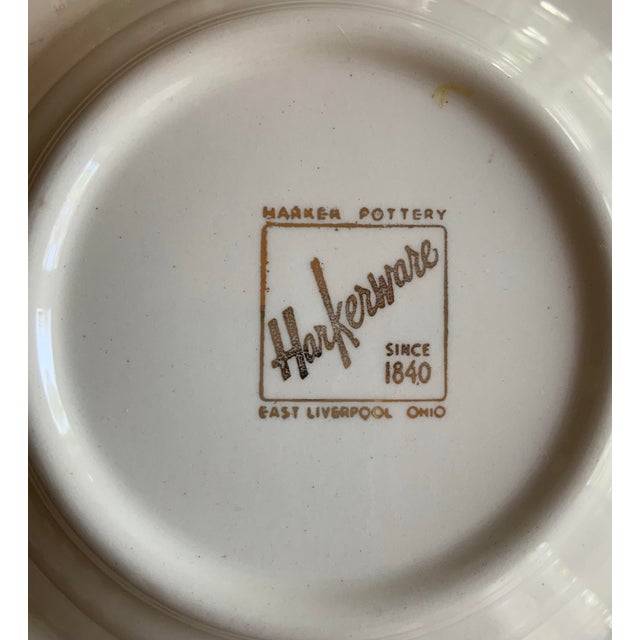 HARKER POTTERY
Harkerware
SINCE
1840
EAST LIVERPOOL OHIO